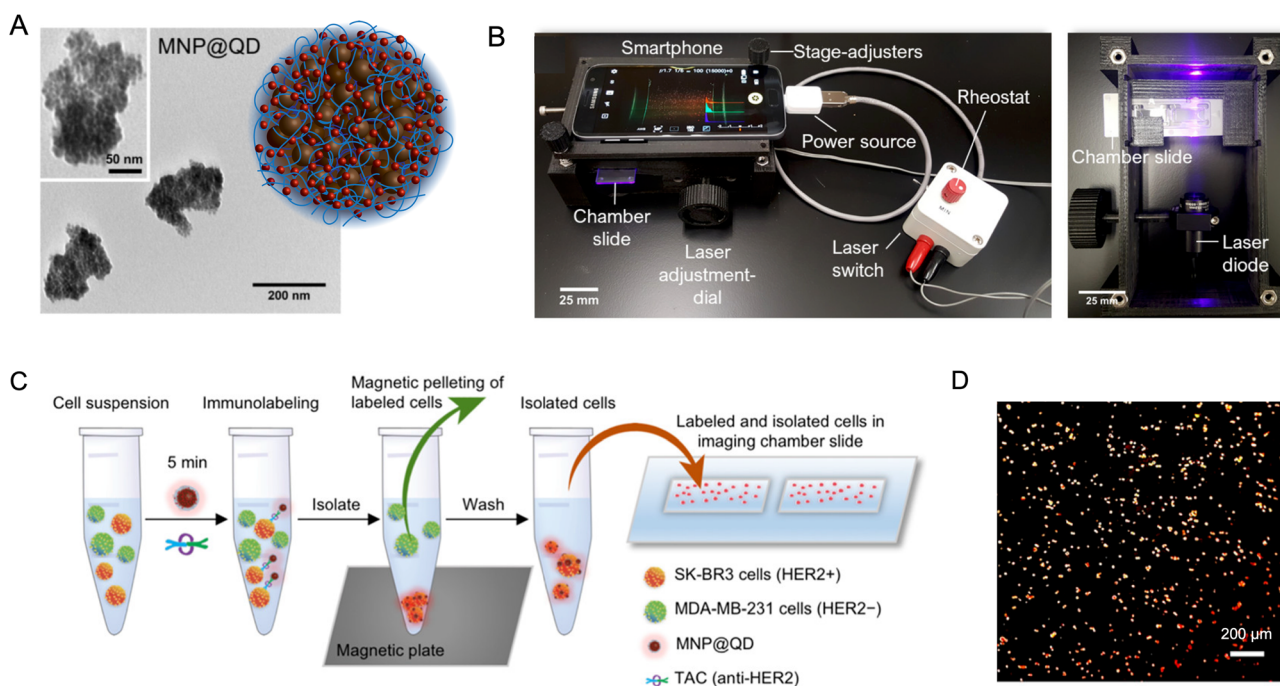 A
MNP@QD
50 nm
200 nm
B
Smartphone
Stage-adjusters
Rheostat
Power source
SAMSUNG
Chamber
slide
Laser
adjustment-
dial
Laser
switch
MIN
25 mm
Chamber slide
Laser
diode
25 mm
C
Cell suspension
Immunolabeling
Magnetic pelleting of
labeled cells
Isolated cells
Labeled and isolated cells in
imaging chamber slide
5 min
Isolate
Wash
Magnetic plate
SK-BR3 cells (HER2+)
MDA-MB-231 cells (HER2−)
MNP@QD
TAC (anti-HER2)
D
200 µm